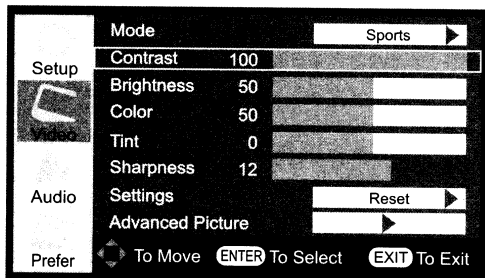 Mode Sports
Setup
Contrast 100
Brightness 50
Video
Color 50
Tint 0
Sharpness 12
Audio
Settings Reset
Advanced Picture
Prefer
To Move ENTER To Select EXIT To Exit